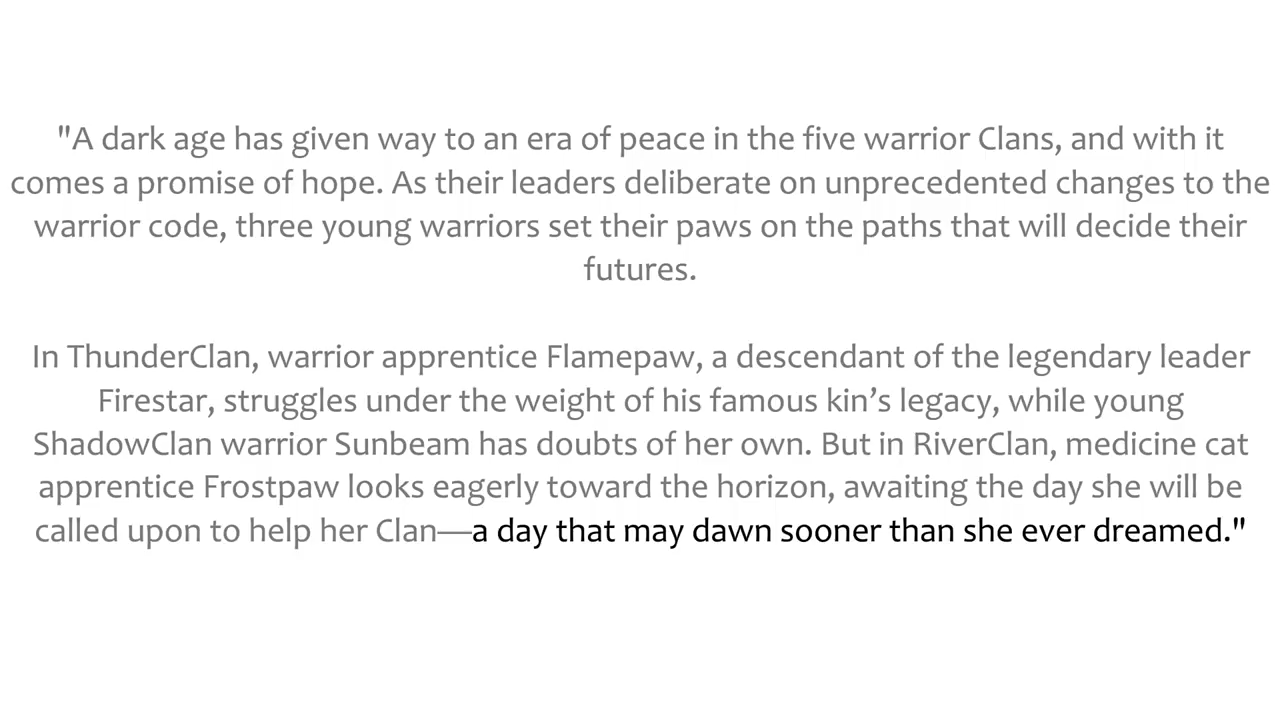 "A dark age has given way to an era of peace in the five warrior Clans, and with it
comes a promise of hope. As their leaders deliberate on unprecedented changes to the
warrior code, three young warriors set their paws on the paths that will decide their
futures.
In ThunderClan, warrior apprentice Flamepaw, a descendant of the legendary leader
Firestar, struggles under the weight of his famous kin’s legacy, while young
ShadowClan warrior Sunbeam has doubts of her own. But in RiverClan, medicine cat
apprentice Frostpaw looks eagerly toward the horizon, awaiting the day she will be
called upon to help her Clan—a day that may dawn sooner than she ever dreamed."